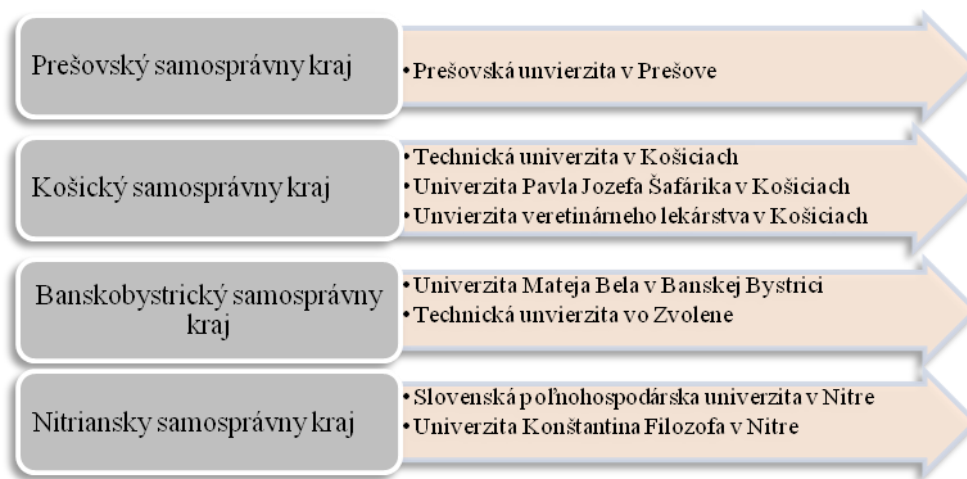 Prešovský samosprávny kraj
• Prešovská unvierzita v Prešove
Košický samosprávny kraj
• Technická univerzita v Košiciach
• Univerzita Pavla Jozefa Šafárika v Košiciach
• Unvierzita veretinárneho lekárstva v Košiciach
Banskobystrický samosprávny
kraj
• Univerzita Mateja Bela v Banskej Bystrici
• Technická unvierzita vo Zvolene
Nitriansky samosprávny kraj
• Slovenská poľnohospodárska univerzita v Nitre
• Univerzita Konštantina Filozofa v Nitre